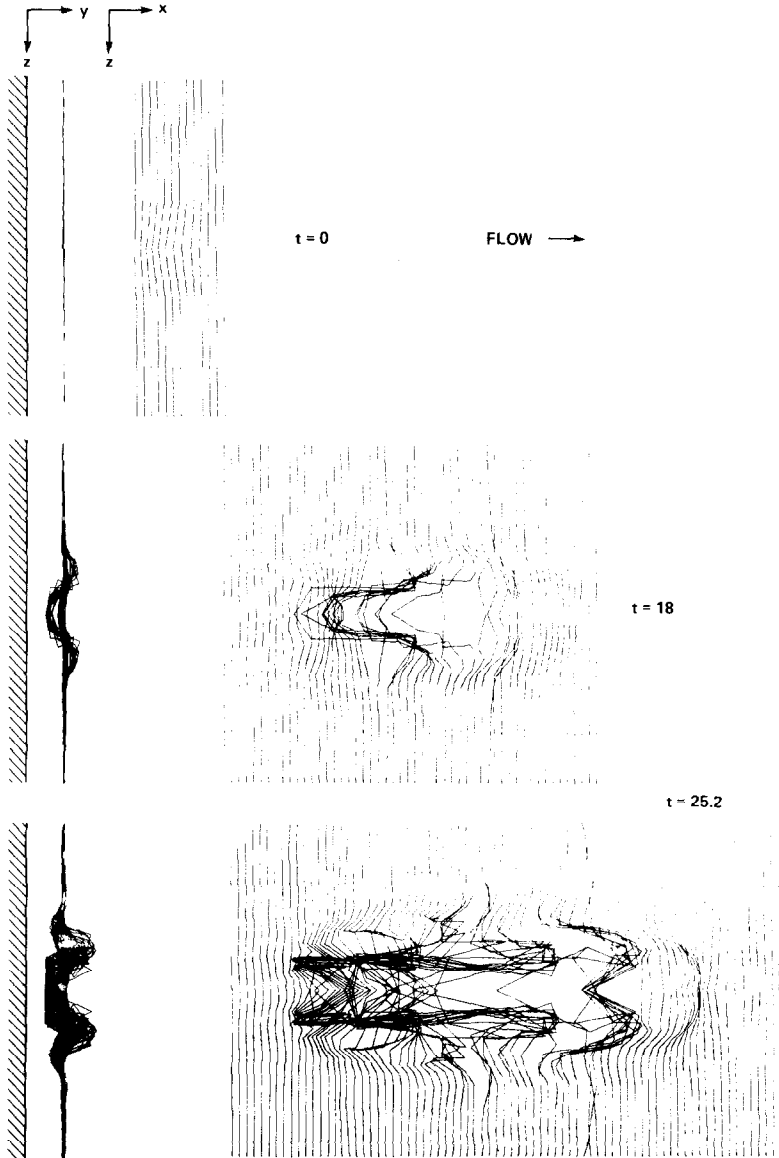 y
x
z
z
t = 0
FLOW
t = 18
t = 25.2